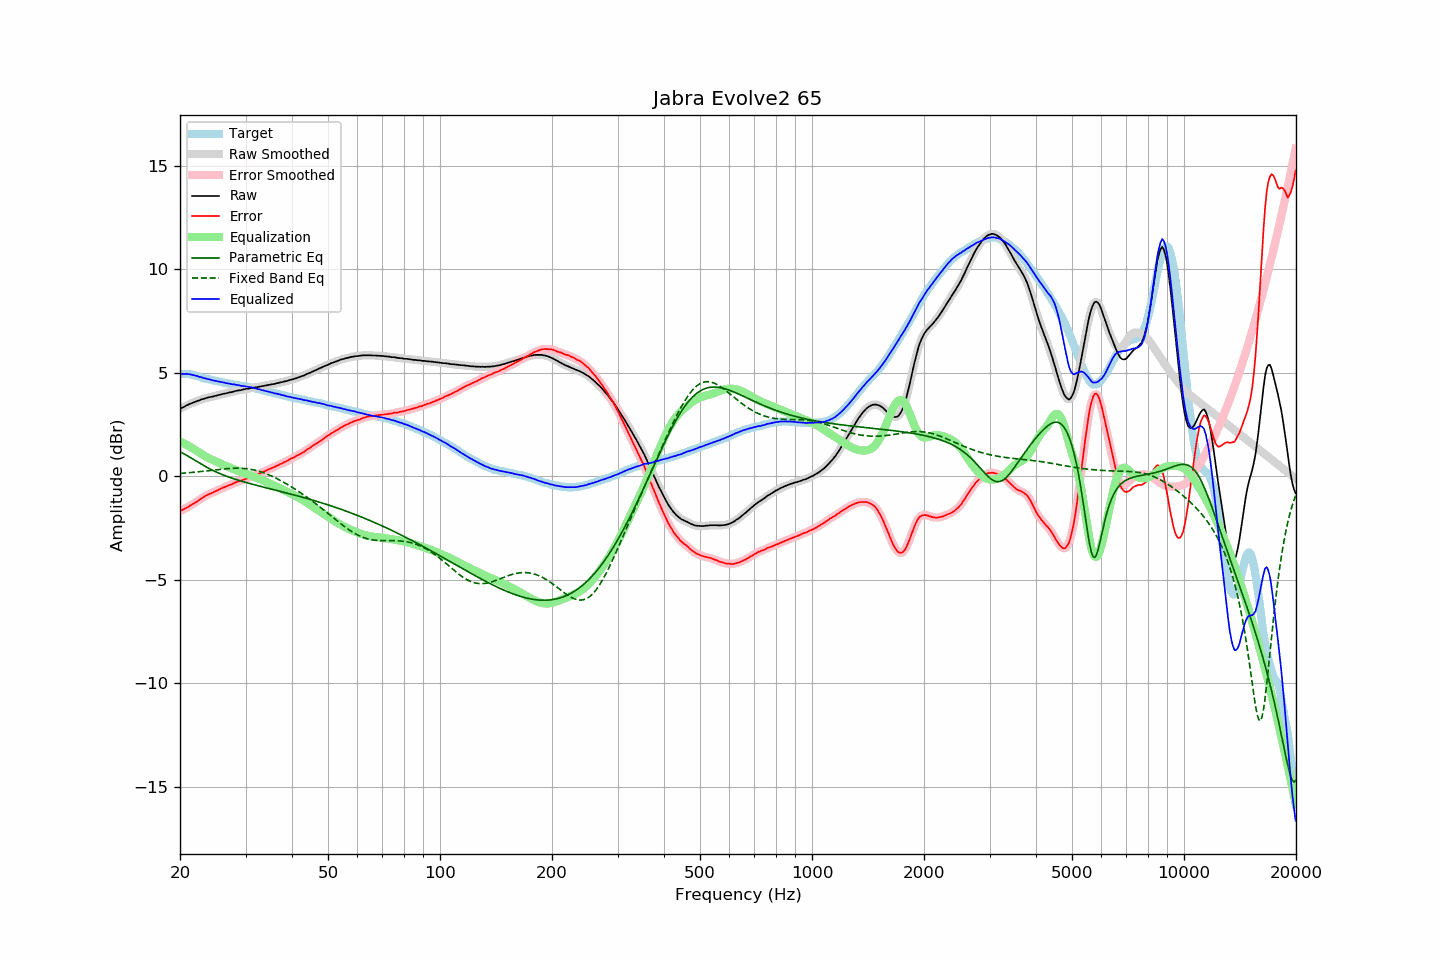 Jabra Evolve2 65
Target
Raw Smoothed
Error Smoothed
Raw
Error
Equalization
Parametric Eq
Fixed Band Eq
Equalized
Amplitude (dBr)
15
10
5
0
−5
−10
−15
20 50 100 200 500 1000 2000 5000 10000 20000
Frequency (Hz)